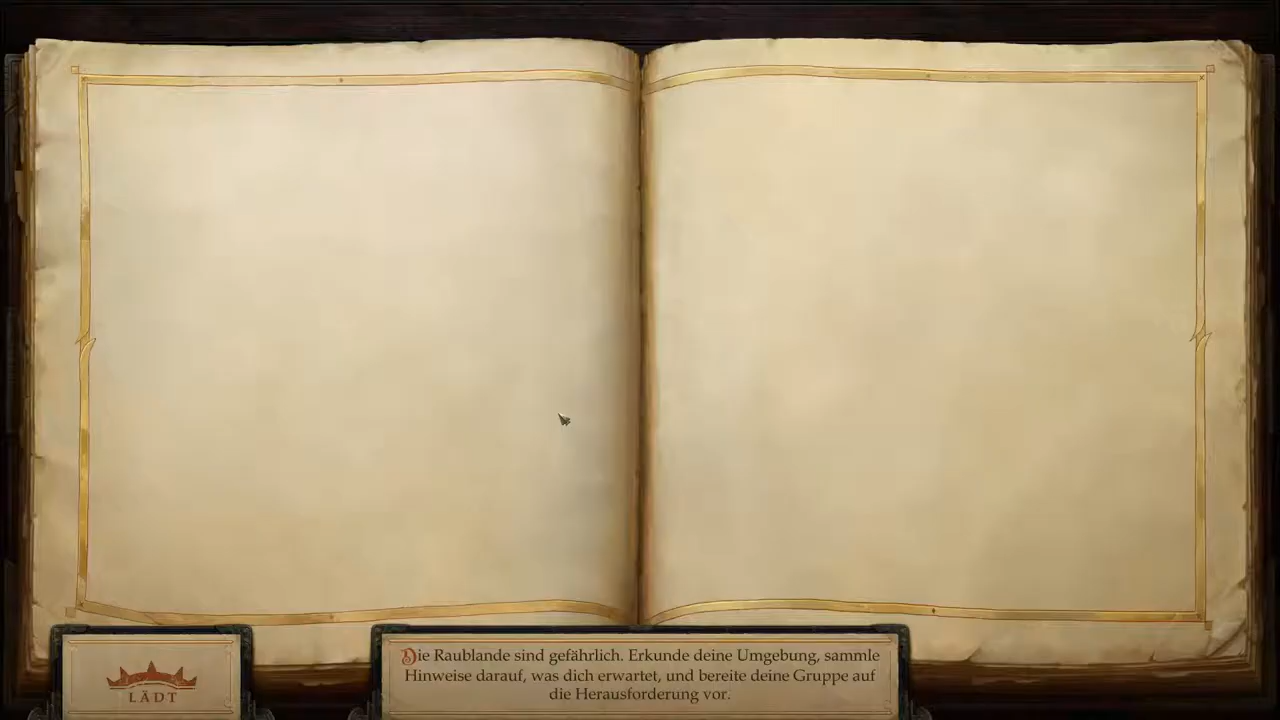 LÄDT
Die Raublande sind gefährlich. Erkunde deine Umgebung, sammle
Hinweise darauf, was dich erwartet, und bereite deine Gruppe auf
die Herausforderung vor.